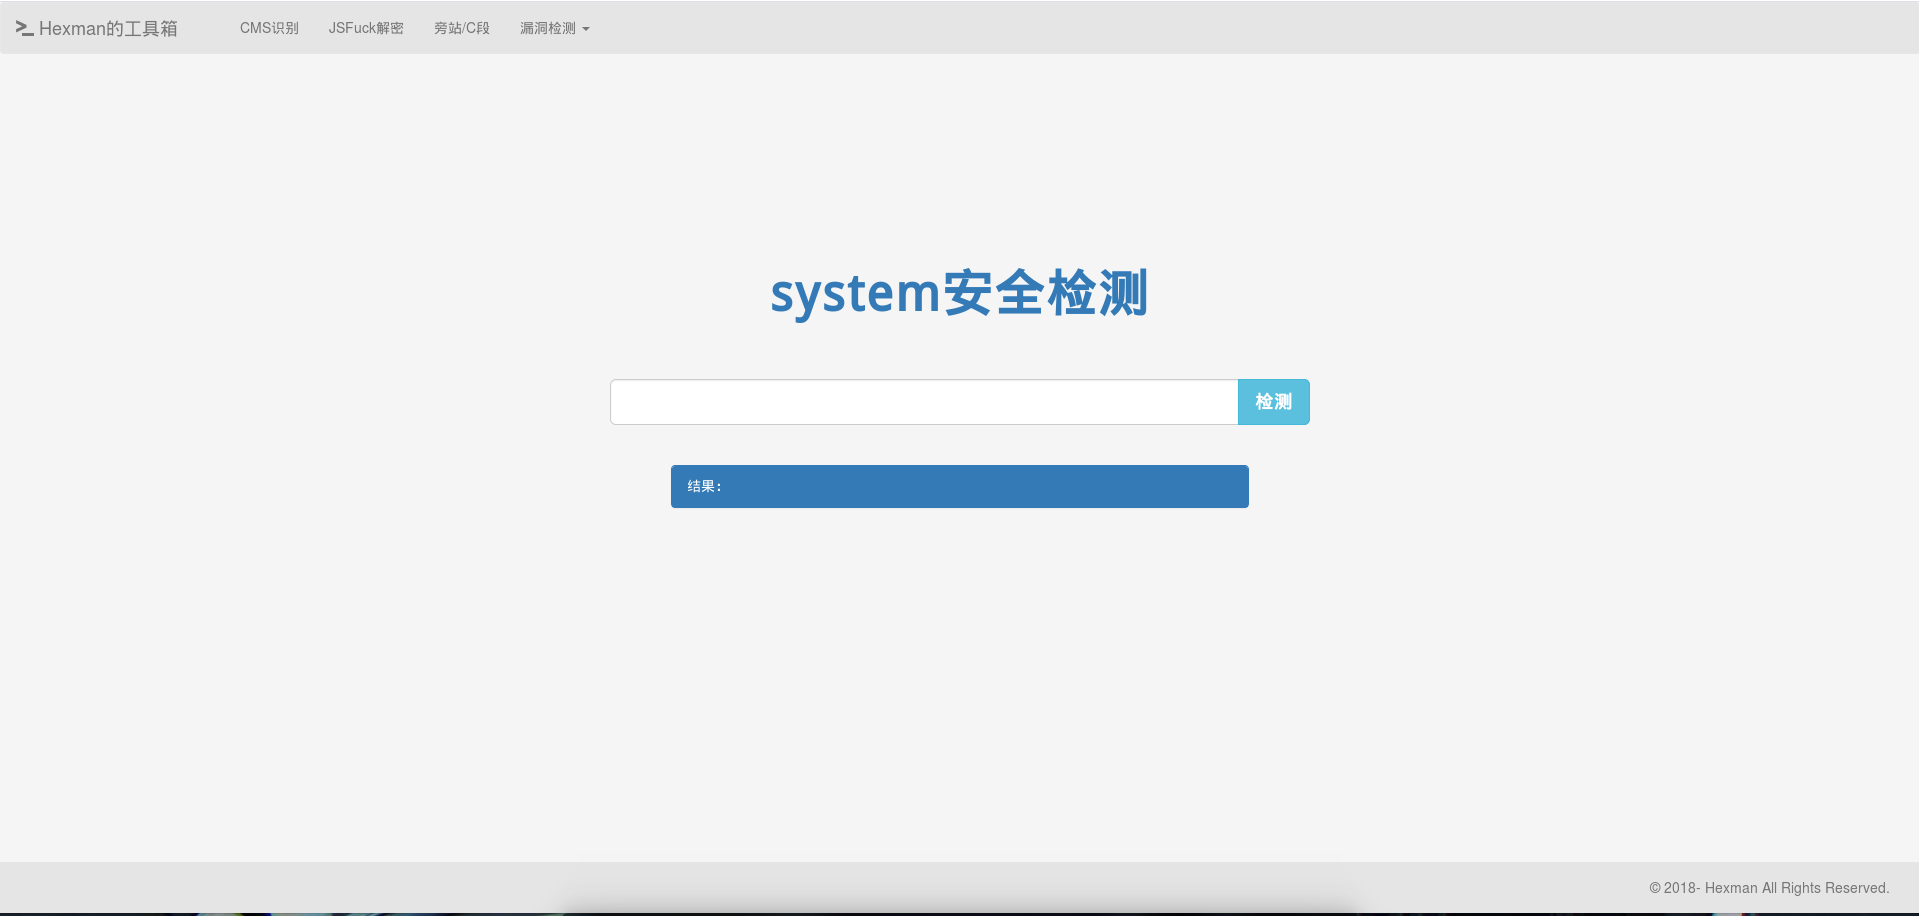 Hexman的工具箱 CMS识别 JSFuck解密 旁站/C段 漏洞检测
system安全检测
检测
结果:
© 2018- Hexman All Rights Reserved.